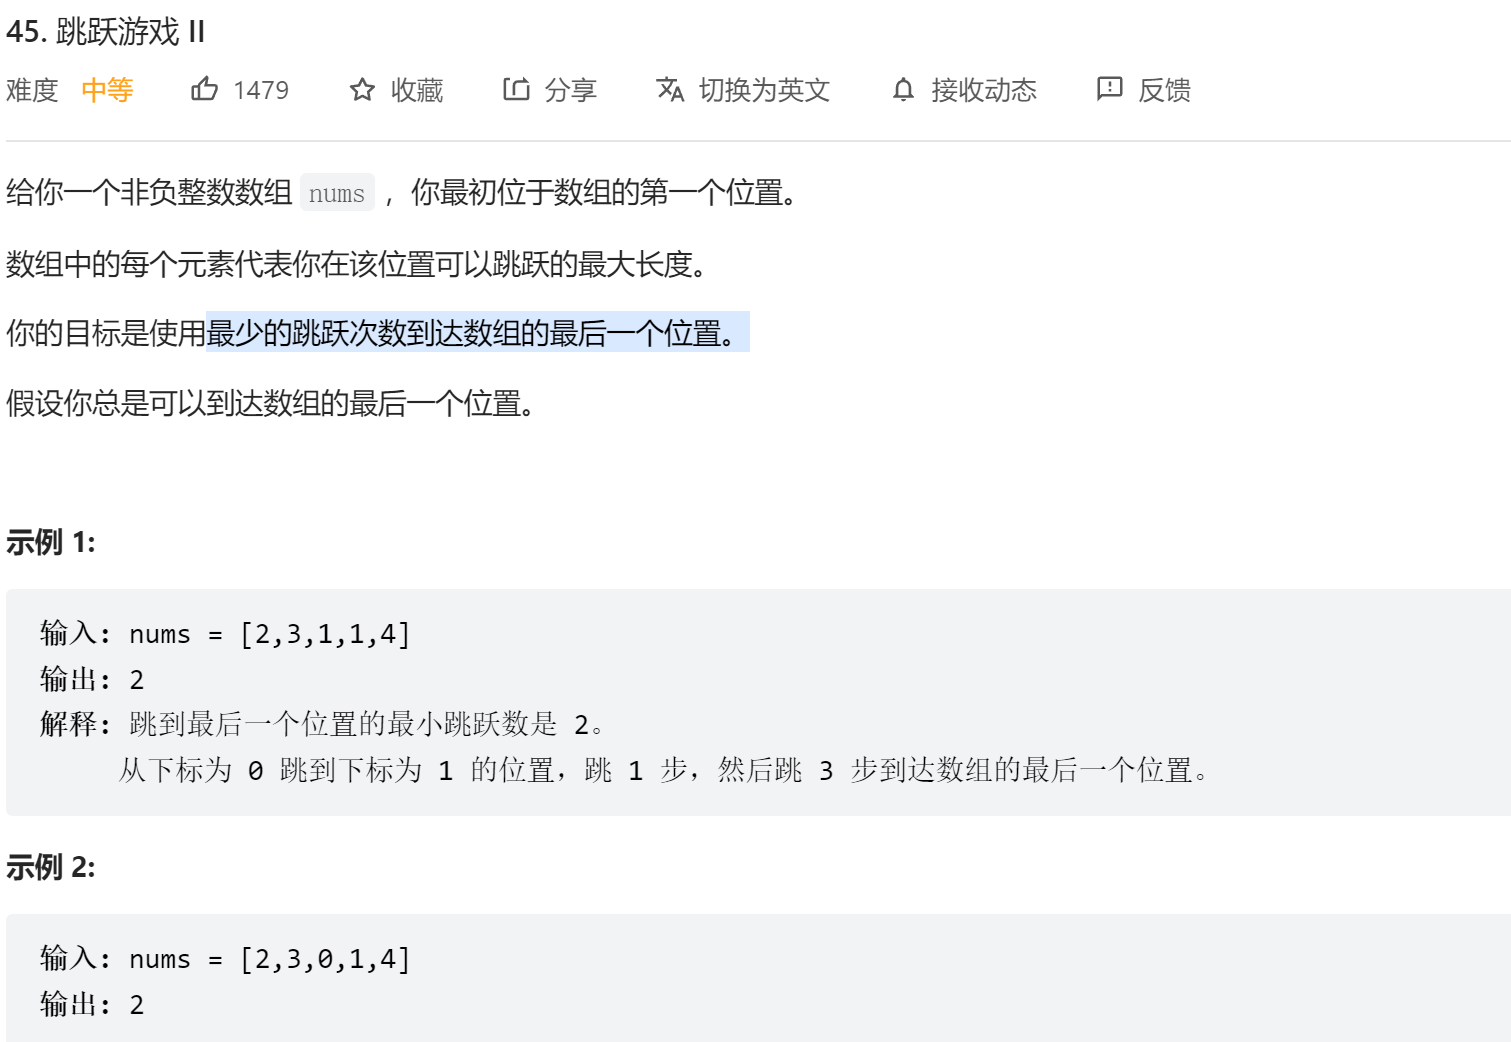 45. 跳跃游戏 II
难度 中等 1479 收藏 分享 切换为英文 接收动态 反馈
给你一个非负整数数组 nums ，你最初位于数组的第一个位置。
数组中的每个元素代表你在该位置可以跳跃的最大长度。
你的目标是使用最少的跳跃次数到达数组的最后一个位置。
假设你总是可以到达数组的最后一个位置。
示例 1:
输入: nums = [2,3,1,1,4]
输出: 2
解释: 跳到最后一个位置的最小跳跃数是 2。
从下标为 0 跳到下标为 1 的位置，跳 1 步，然后跳 3 步到达数组的最后一个位置。
示例 2:
输入: nums = [2,3,0,1,4]
输出: 2